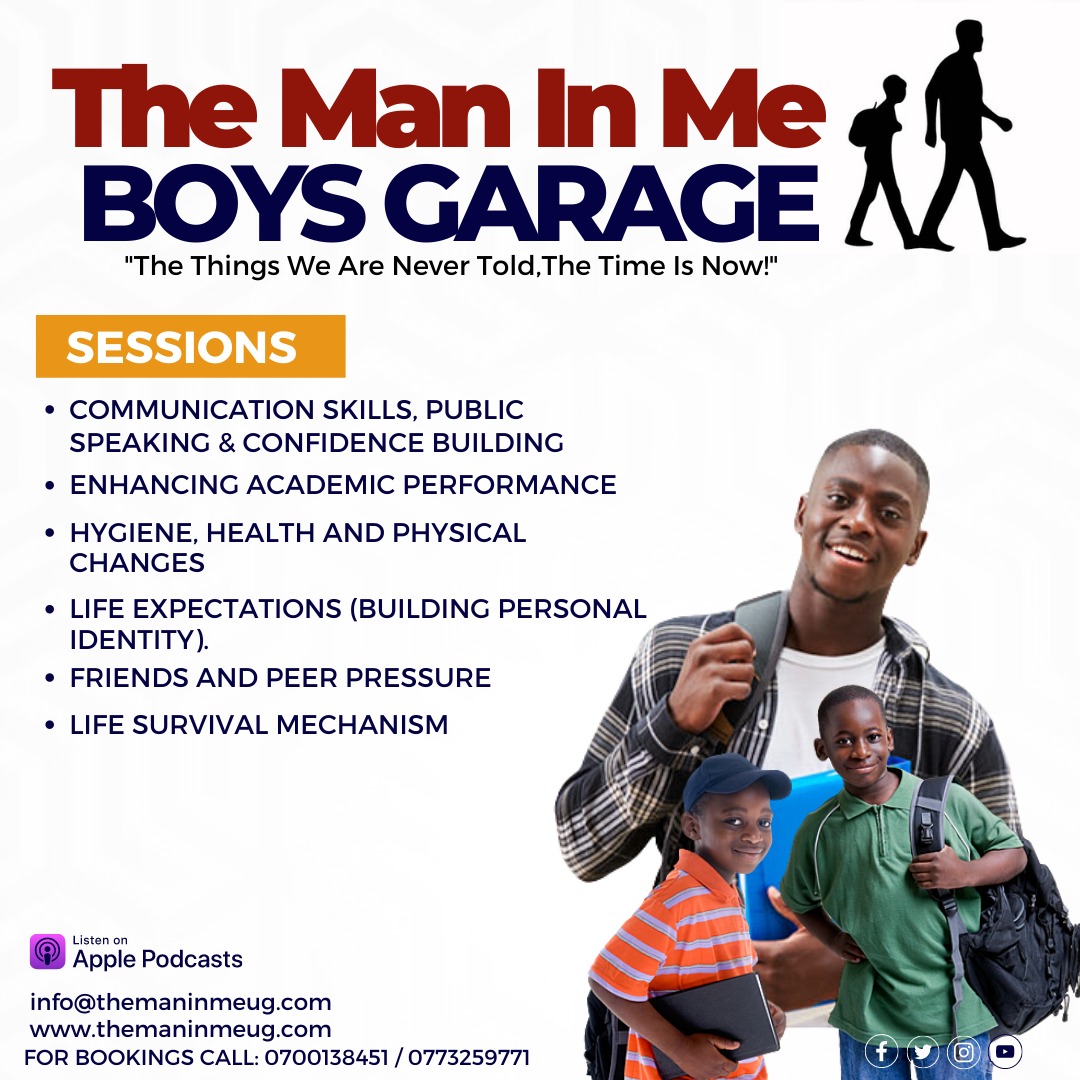 The Man In Me
BOYS GARAGE
"The Things We Are Never Told,The Time Is Now!"
SESSIONS
• COMMUNICATION SKILLS, PUBLIC
SPEAKING & CONFIDENCE BUILDING
• ENHANCING ACADEMIC PERFORMANCE
• HYGIENE, HEALTH AND PHYSICAL
CHANGES
• LIFE EXPECTATIONS (BUILDING PERSONAL
IDENTITY).
• FRIENDS AND PEER PRESSURE
• LIFE SURVIVAL MECHANISM
Listen on
Apple Podcasts
info@themaninmeug.com
www.themaninmeug.com
FOR BOOKINGS CALL: 0700138451 / 0773259771